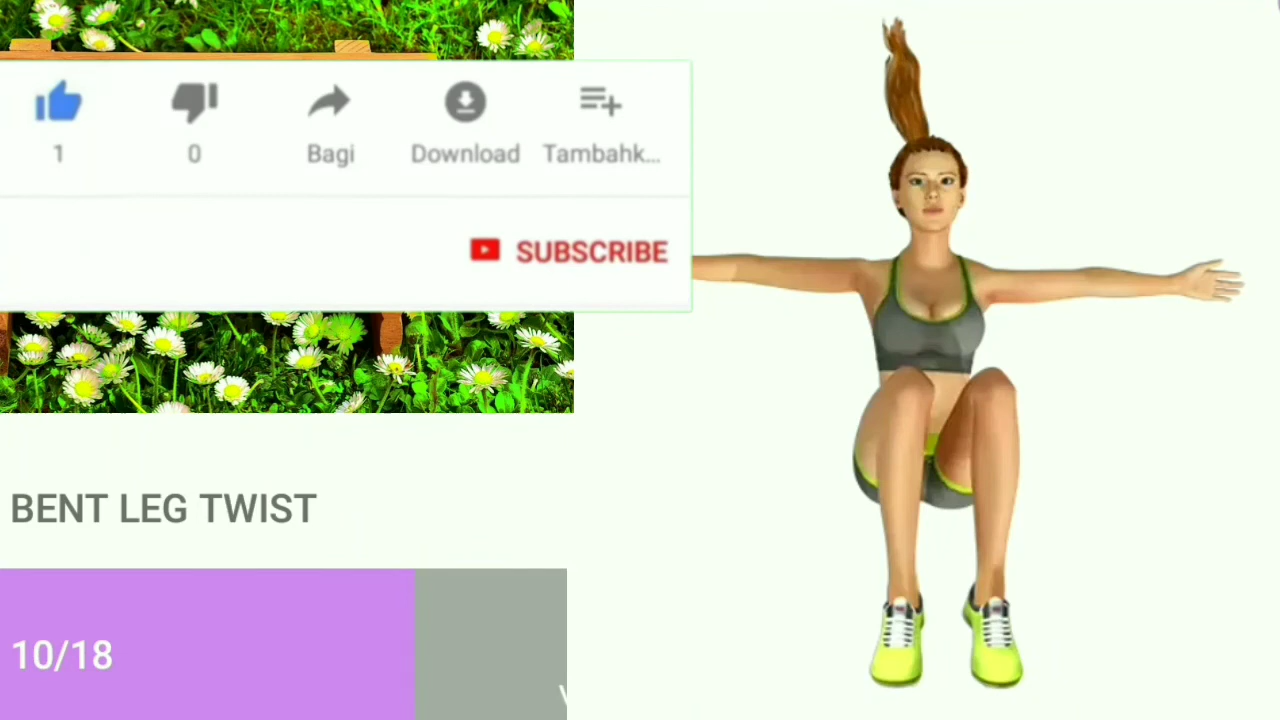 1
0
Bagi
Download
Tambahk...
SUBSCRIBE
BENT LEG TWIST
10/18